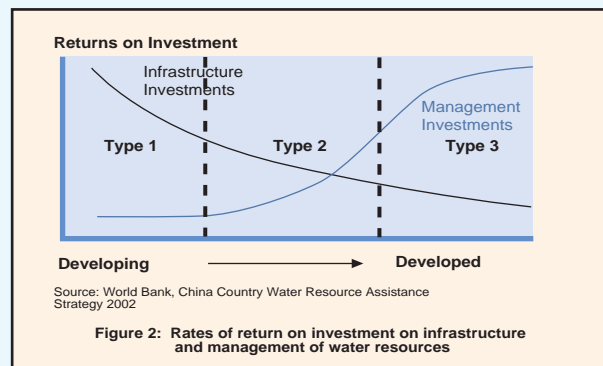 Returns on Investment
Infrastructure
Investments
Management
Investments
Type 1
Type 2
Type 3
Developing
Developed
Source: World Bank, China Country Water Resource Assistance
Strategy 2002
Figure 2: Rates of return on investment on infrastructure
and management of water resources